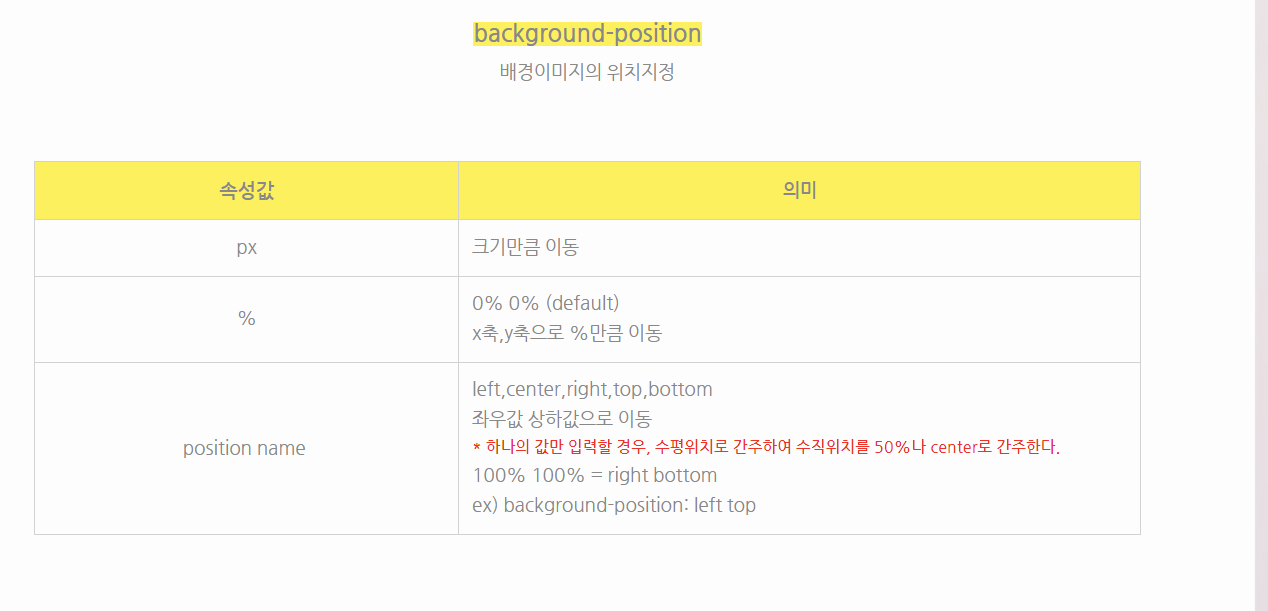 background-position
배경이미지의 위치지정
속성값
의미
px
크기만큼 이동
%
0% 0% (default)
x축,y축으로 %만큼 이동
position name
left,center,right,top,bottom
좌우값 상하값으로 이동
* 하나의 값만 입력할 경우, 수평위치로 간주하여 수직위치를 50%나 center로 간주한다.
100% 100% = right bottom
ex) background-position: left top